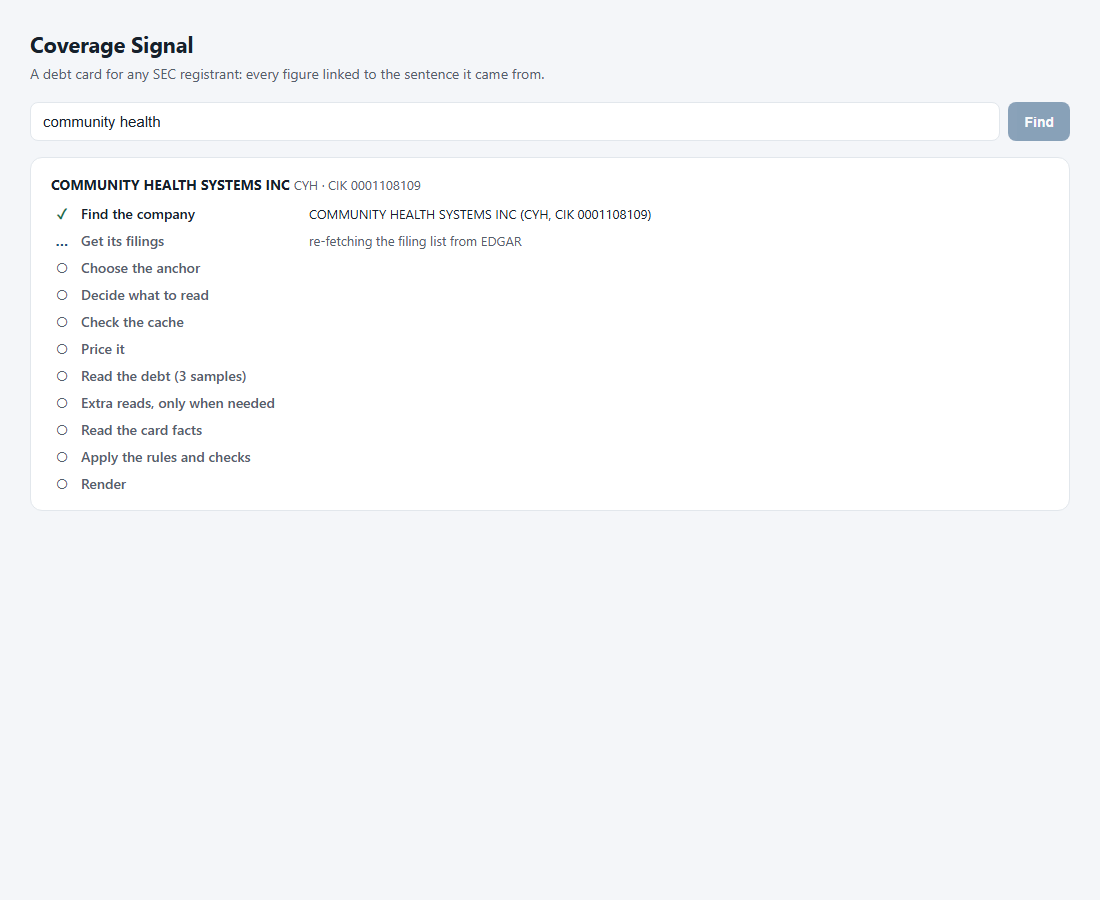 Coverage Signal
A debt card for any SEC registrant: every figure linked to the sentence it came from.
community health
Find
COMMUNITY HEALTH SYSTEMS INC CYH · CIK 0001108109
✓ Find the company COMMUNITY HEALTH SYSTEMS INC (CYH, CIK 0001108109)
... Get its filings re-fetching the filing list from EDGAR
○ Choose the anchor
○ Decide what to read
○ Check the cache
○ Price it
○ Read the debt (3 samples)
○ Extra reads, only when needed
○ Read the card facts
○ Apply the rules and checks
○ Render